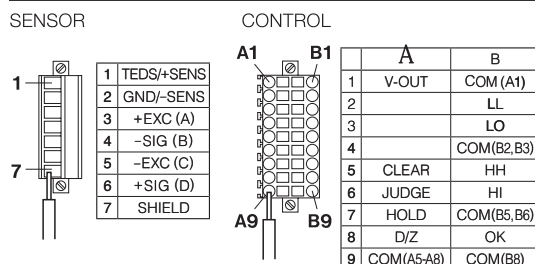 SENSOR
1
7
1 TEDS/+SENS
2 GND/–SENS
3 +EXC (A)
4 –SIG (B)
5 –EXC (C)
6 +SIG (D)
7 SHIELD
CONTROL
A1 B1
A9 B9
A B
1 V-OUT COM (A1)
2 LL
3 LO
4 COM(B2,B3)
5 CLEAR HH
6 JUDGE HI
7 HOLD COM(B5,B6)
8 D/Z OK
9 COM(A5-A8) COM(B8)